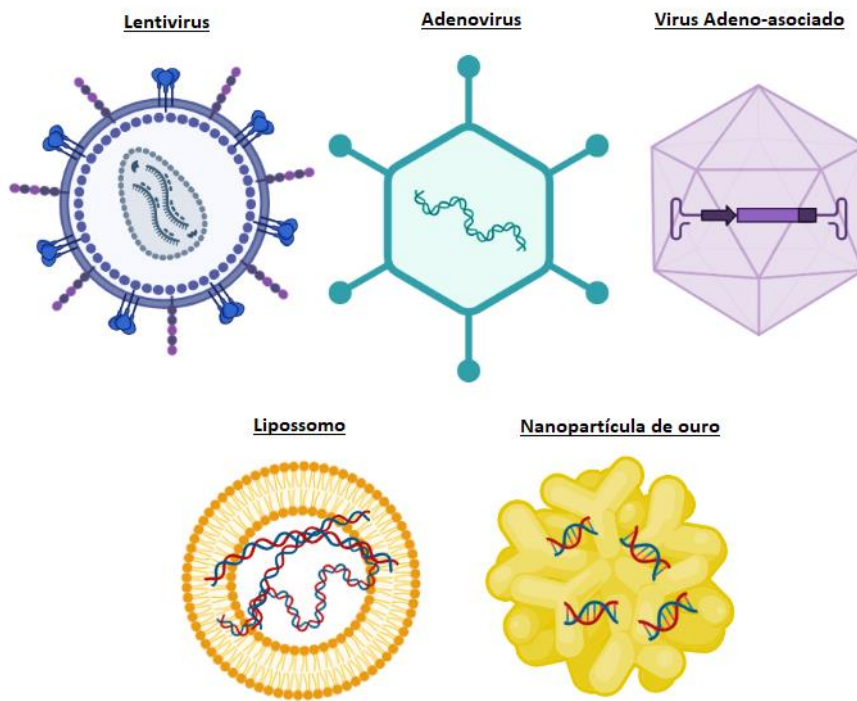 Lentivirus
Adenovirus
Virus Adeno-asociado
Lipossomo
Nanopartícula de ouro